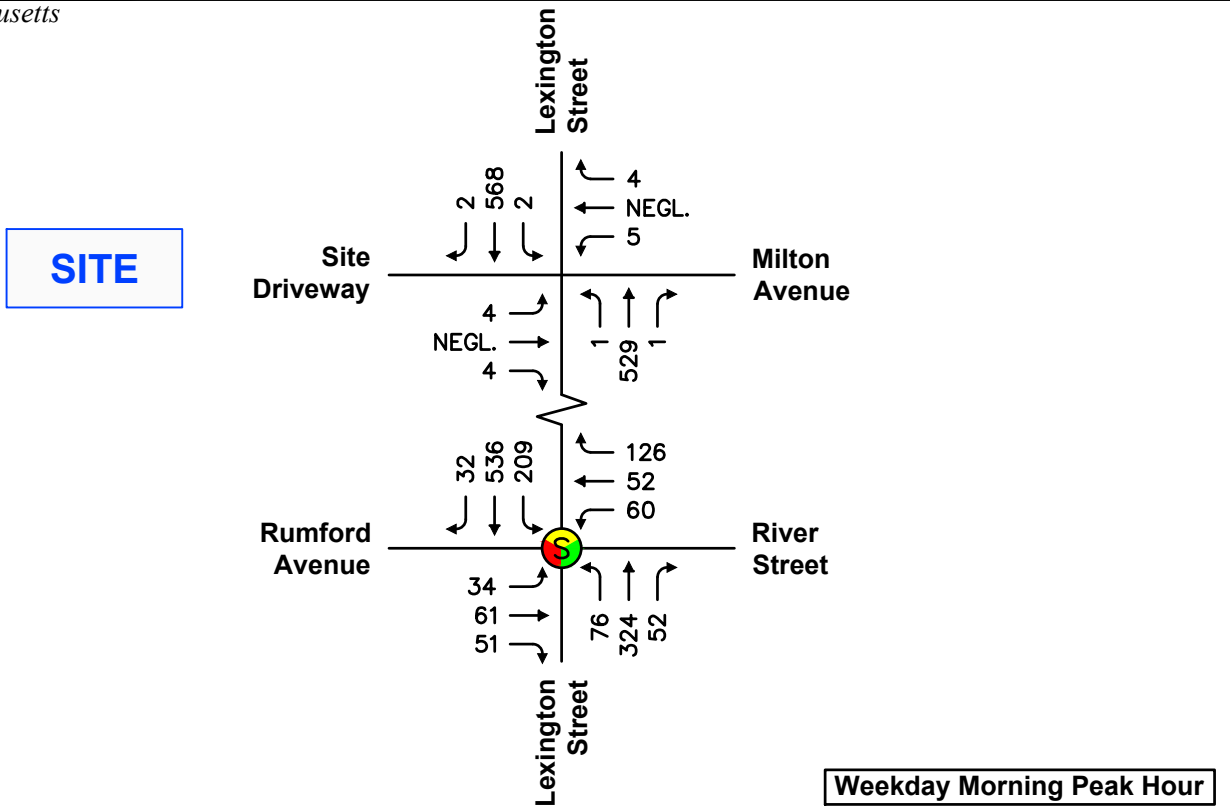 usetts
Lexington
Street
2
568
2
4
NEGL.
5
SITE
Site
Driveway
Milton
Avenue
4
NEGL.
4
1
529
1
32
536
209
126
52
60
Rumford
Avenue
S
River
Street
34
61
51
76
324
52
Lexington
Street
Weekday Morning Peak Hour